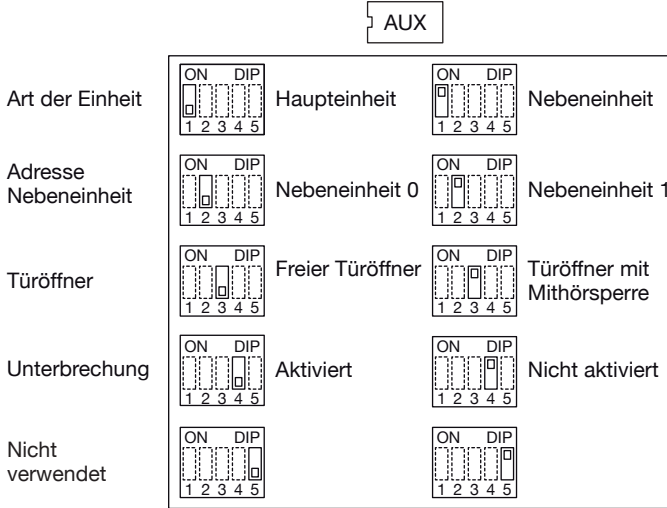 AUX
ON DIP
1 2 3 4 5
ON DIP
1 2 3 4 5
Art der Einheit
Haupteinheit
Nebeneinheit
ON DIP
1 2 3 4 5
ON DIP
1 2 3 4 5
Adresse
Nebeneinheit
Nebeneinheit 0
Nebeneinheit 1
ON DIP
1 2 3 4 5
ON DIP
1 2 3 4 5
Türöffner
Freier Türöffner
Türöffner mit
Mithörsperre
ON DIP
1 2 3 4 5
ON DIP
1 2 3 4 5
Unterbrechung
Aktiviert
Nicht aktiviert
ON DIP
1 2 3 4 5
ON DIP
1 2 3 4 5
Nicht
verwendet